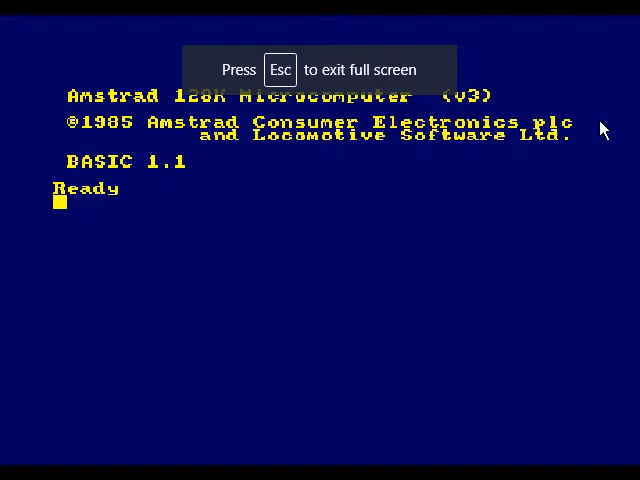 Press Esc to exit full screen
Amstrad 128K Microcomputer (v3)
©1985 Amstrad Consumer Electronics plc
and Locomotive Software Ltd.
BASIC 1.1
Ready